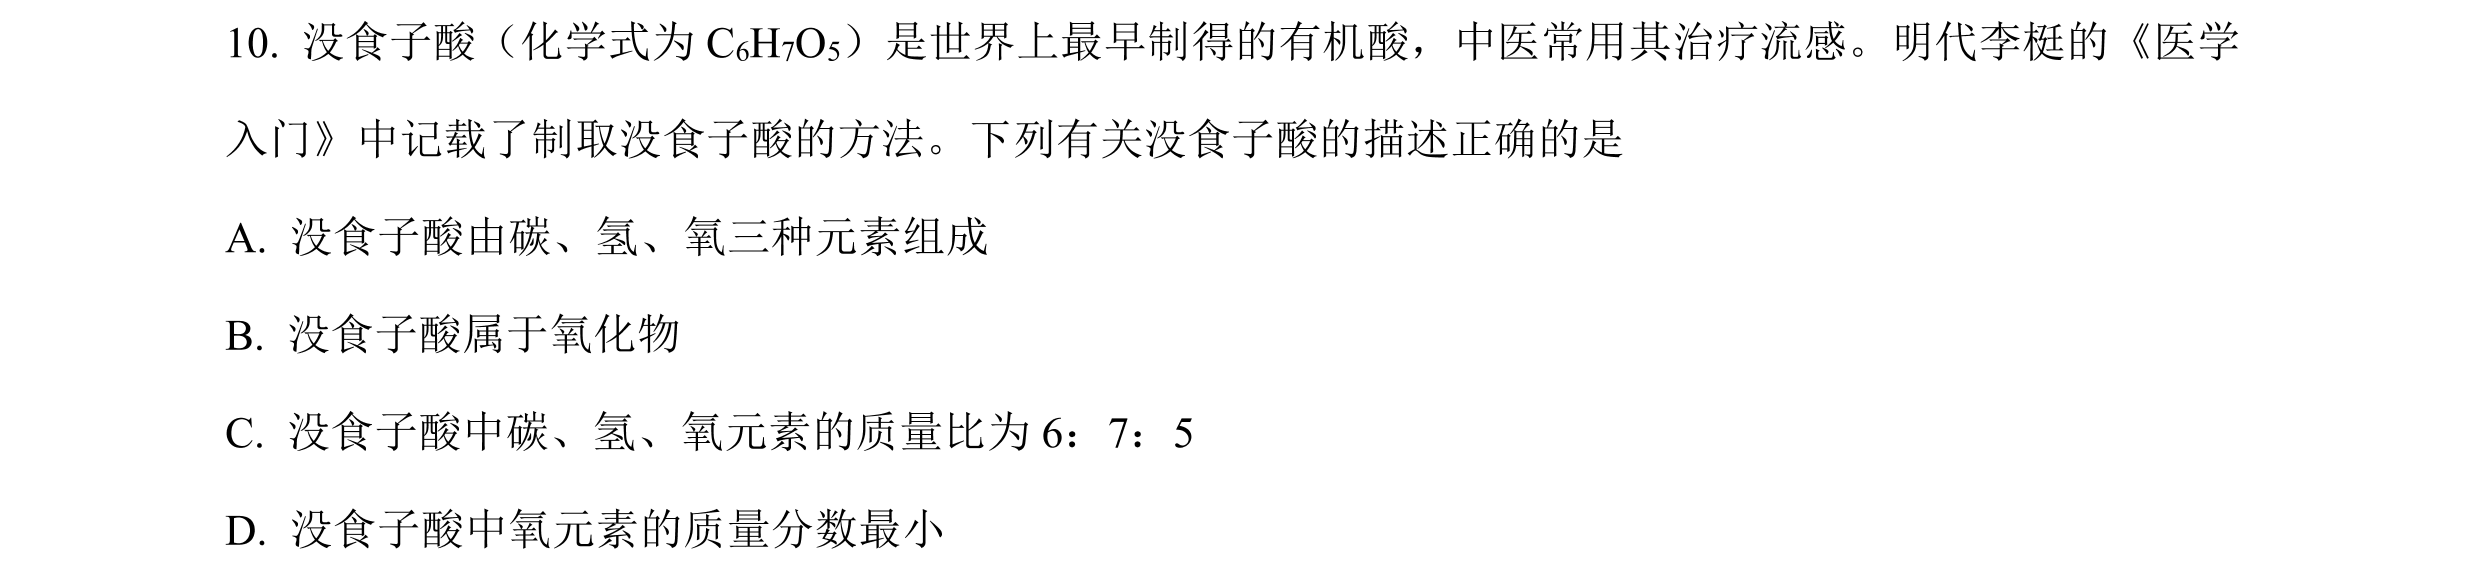 10. 没食子酸（化学式为 C₆H₇O₅）是世界上最早制得的有机酸，中医常用其治疗流感。明代李梃的《医学
入门》中记载了制取没食子酸的方法。下列有关没食子酸的描述正确的是
A. 没食子酸由碳、氢、氧三种元素组成
B. 没食子酸属于氧化物
C. 没食子酸中碳、氢、氧元素的质量比为 6：7：5
D. 没食子酸中氧元素的质量分数最小